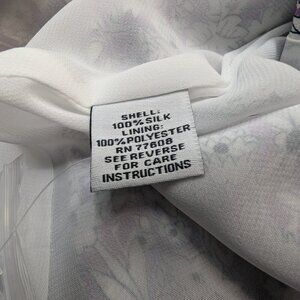 SHELL:
100% SILK
LINING:
100% POLYESTER
RN 77608
SEE REVERSE
FOR CARE
INSTRUCTIONS